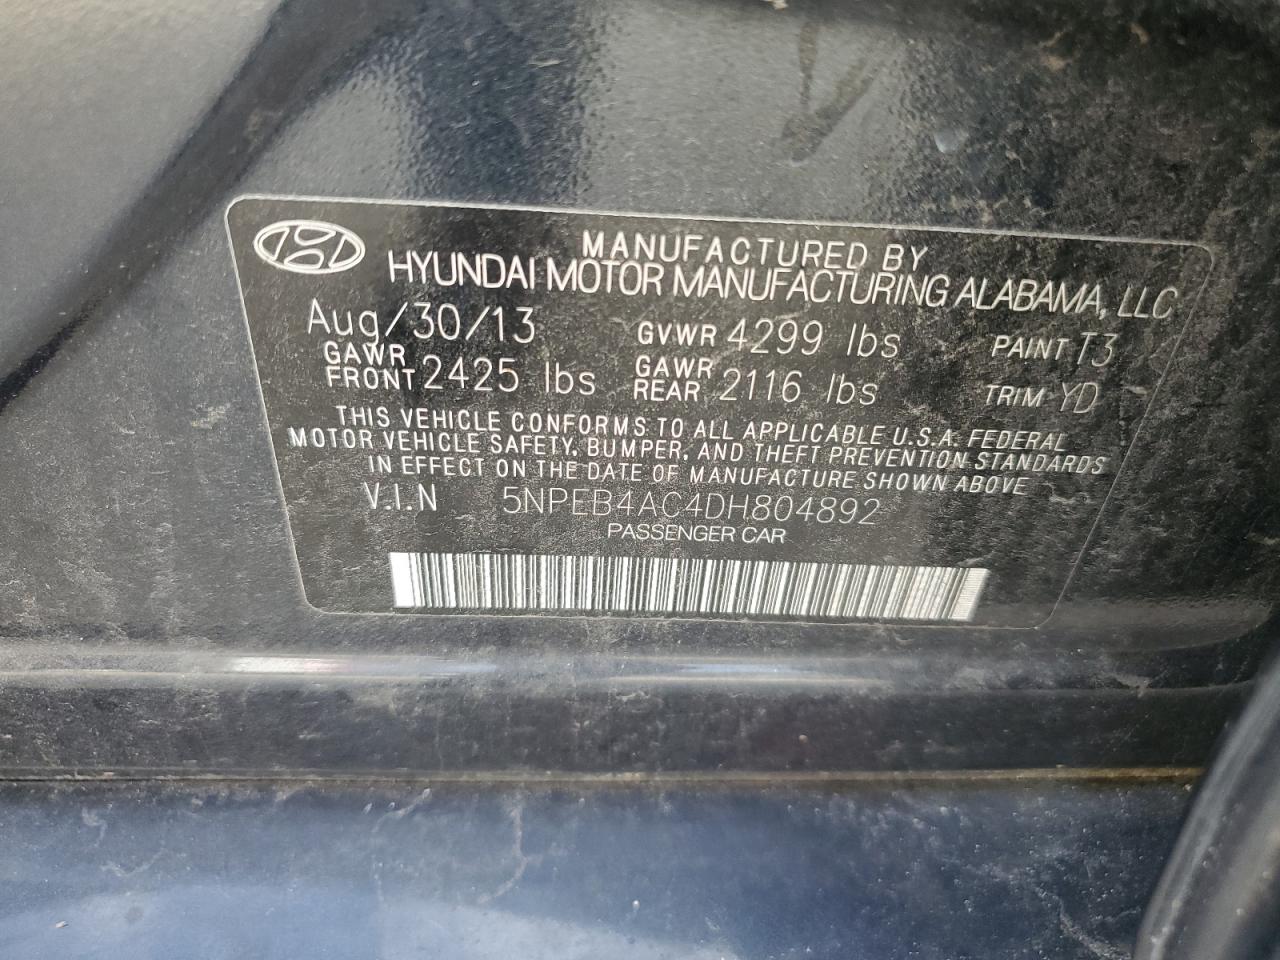 MANUFACTURED BY
HYUNDAI MOTOR MANUFACTURING ALABAMA, LLC
Aug/30/13 GVWR 4299 lbs PAINT T3
GAWR FRONT 2425 lbs GAWR REAR 2116 lbs TRIM YD
THIS VEHICLE CONFORMS TO ALL APPLICABLE U.S.A. FEDERAL
MOTOR VEHICLE SAFETY, BUMPER, AND THEFT PREVENTION STANDARDS
IN EFFECT ON THE DATE OF MANUFACTURE SHOWN ABOVE
V.I.N 5NPEB4AC4DH804892
PASSENGER CAR